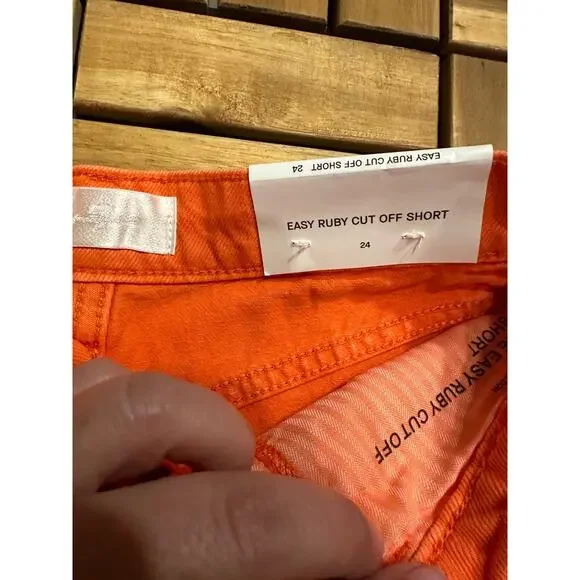 EASY RUBY CUT OFF SHORT
24
EASY RUBY CUT OFF SHORT
24
EASY RUBY CUT OFF
SHORT